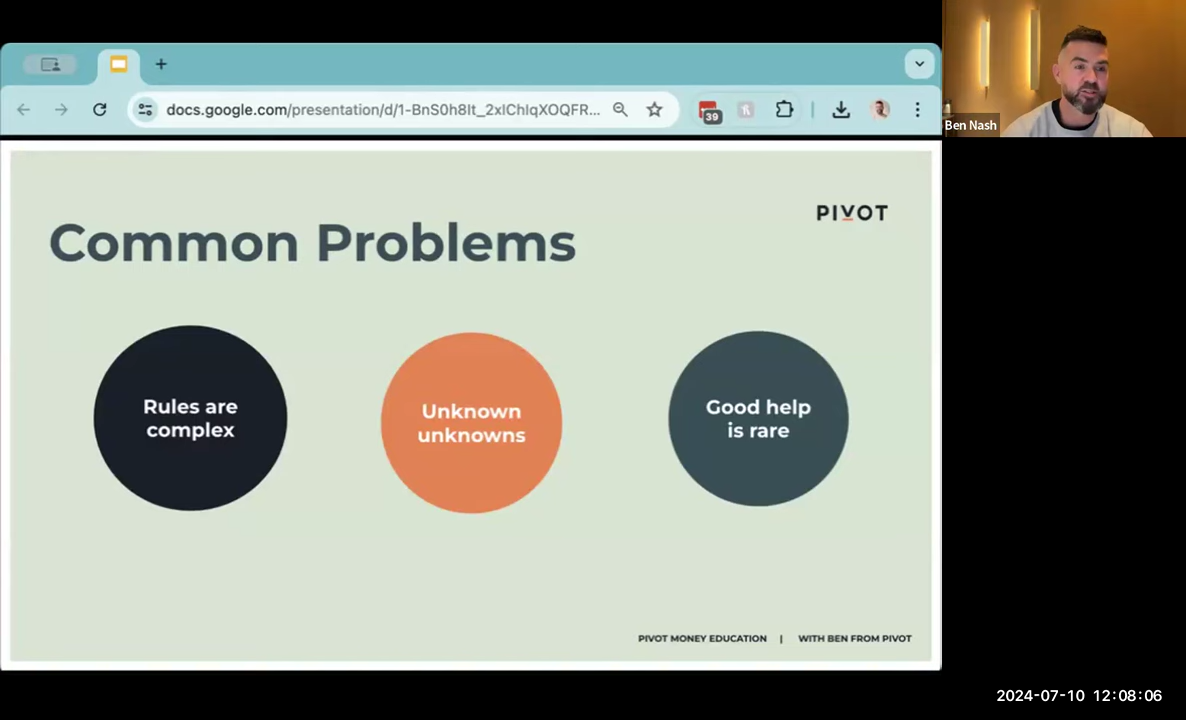 docs.google.com/presentation/d/1-BnS0h8lt_2xIChlqXOQFR...
39
Ben Nash
PIVOT
Common Problems
Rules are
complex
Unknown
unknowns
Good help
is rare
PIVOT MONEY EDUCATION | WITH BEN FROM PIVOT
2024-07-10 12:08:06